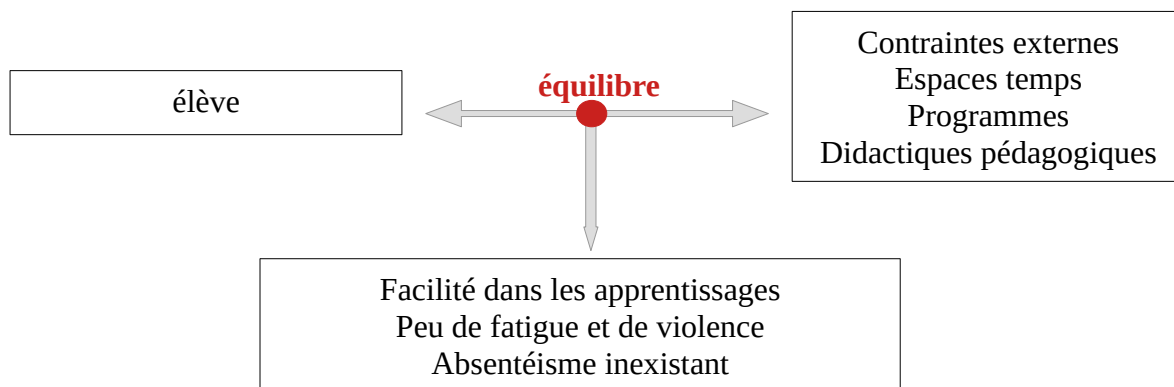 élève
équilibre
Contraintes externes
Espaces temps
Programmes
Didactiques pédagogiques
Facilité dans les apprentissages
Peu de fatigue et de violence
Absentéisme inexistant